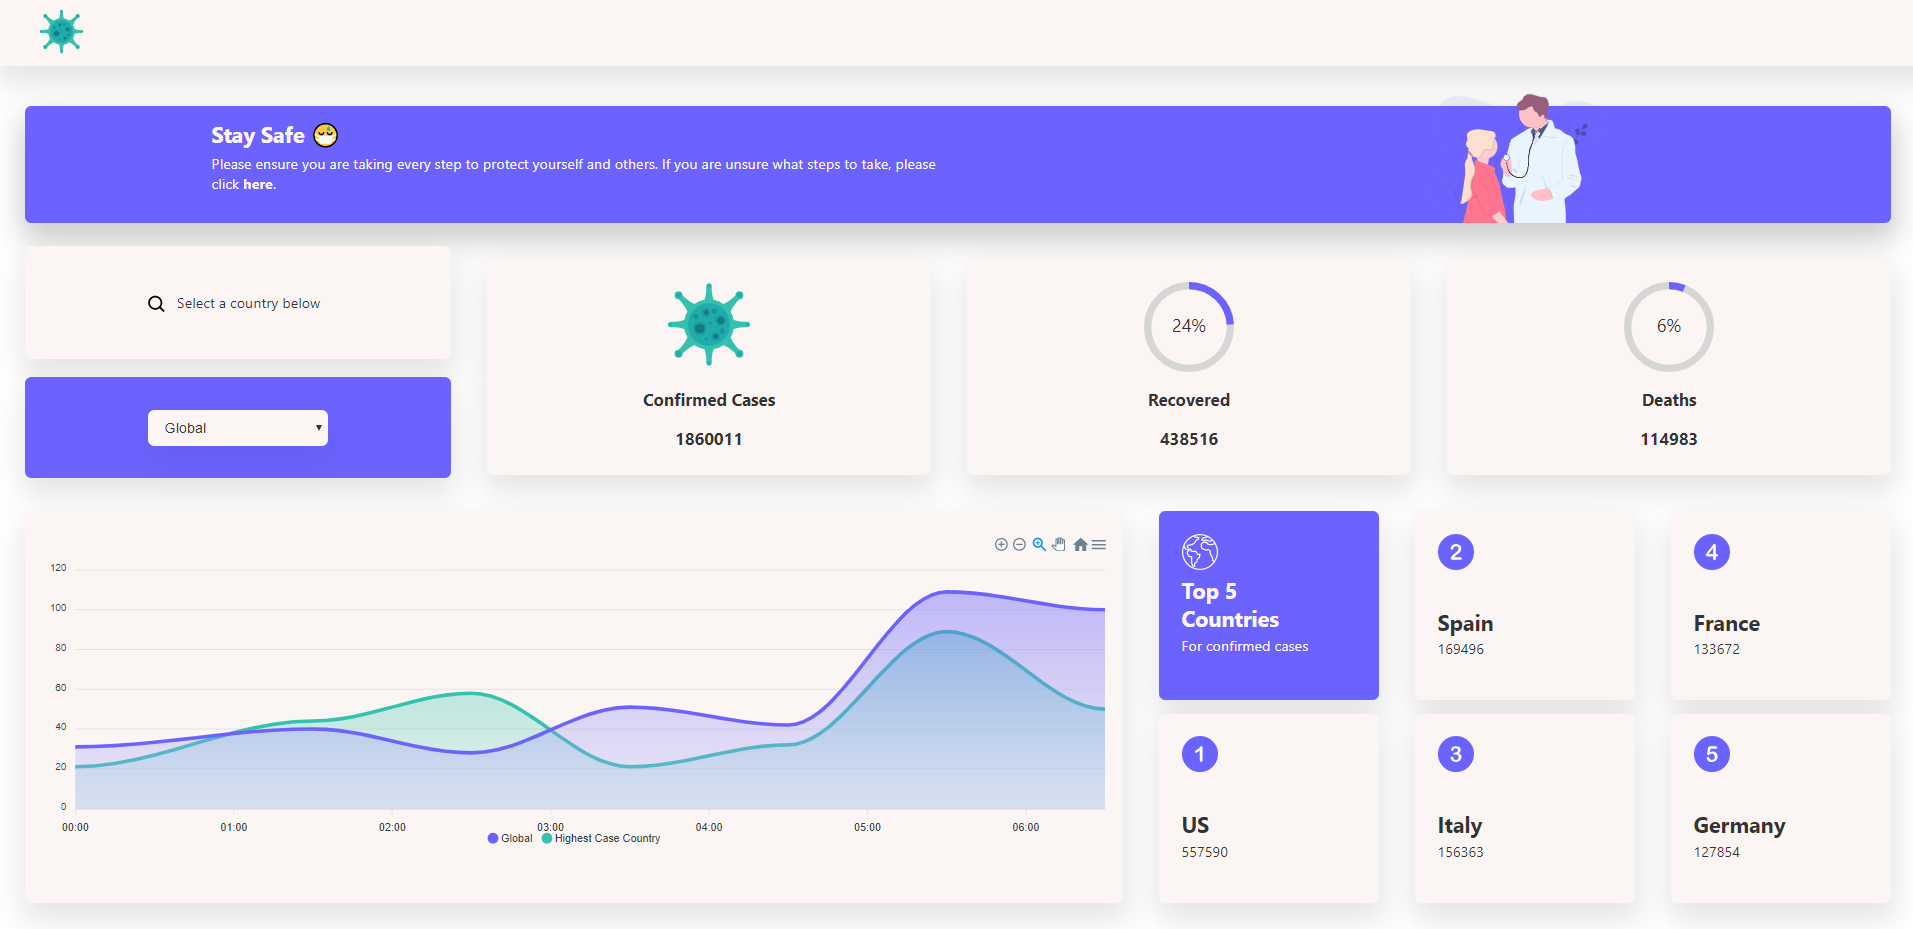 Stay Safe
Please ensure you are taking every step to protect yourself and others. If you are unsure what steps to take, please
click here.
Select a country below
Global
Confirmed Cases
1860011
24%
Recovered
438516
6%
Deaths
114983
120
100
80
60
40
20
0
00:00 01:00 02:00 03:00 04:00 05:00 06:00
Global Highest Case Country
Top 5
Countries
For confirmed cases
2
Spain
169496
4
France
133672
1
US
557590
3
Italy
156363
5
Germany
127854